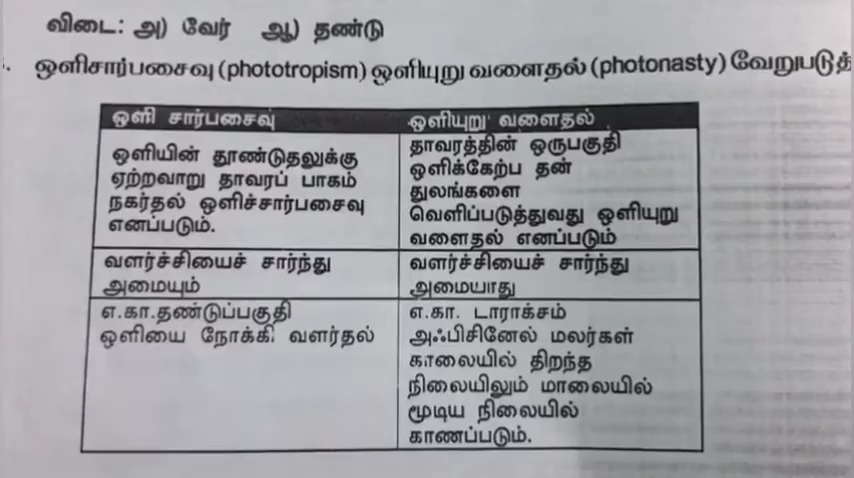 விடை: அ) வேர் ஆ) தண்டு
ஒளிசார்பசைவு (phototropism) ஒளியுறு வளைதல் (photonasty) வேறுபடுத்
ஒளி சார்பசைவு
ஒளியின் தூண்டுதலுக்கு
ஏற்றவாறு தாவரப் பாகம்
நகர்தல் ஒளிச்சார்பசைவு
எனப்படும்.
ஒளியுறு வளைதல்
தாவரத்தின் ஒருபகுதி
ஒளிக்கேற்ப தன்
துலங்களை
வெளிப்படுத்துவது ஒளியுறு
வளைதல் எனப்படும்
வளர்ச்சியைச் சார்ந்து
அமையும்
வளர்ச்சியைச் சார்ந்து
அமையாது
எ.கா.தண்டுப்பகுதி
ஒளியை நோக்கி வளர்தல்
எ.கா. டாராக்சம்
அஃபிசினேல் மலர்கள்
காலையில் திறந்த
நிலையிலும் மாலையில்
மூடிய நிலையில்
காணப்படும்.